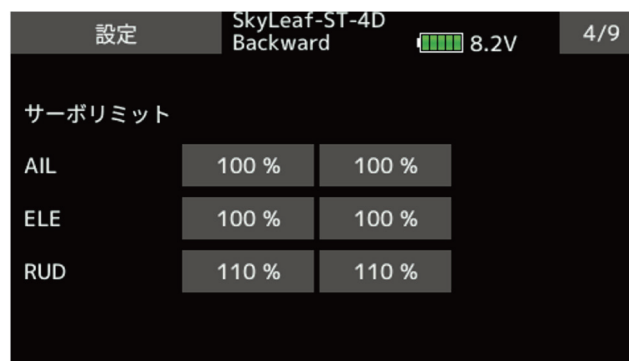 設定 SkyLeaf-ST-4D 4/9
Backward 8.2V
サーボリミット
AIL 100 % 100 %
ELE 100 % 100 %
RUD 110 % 110 %